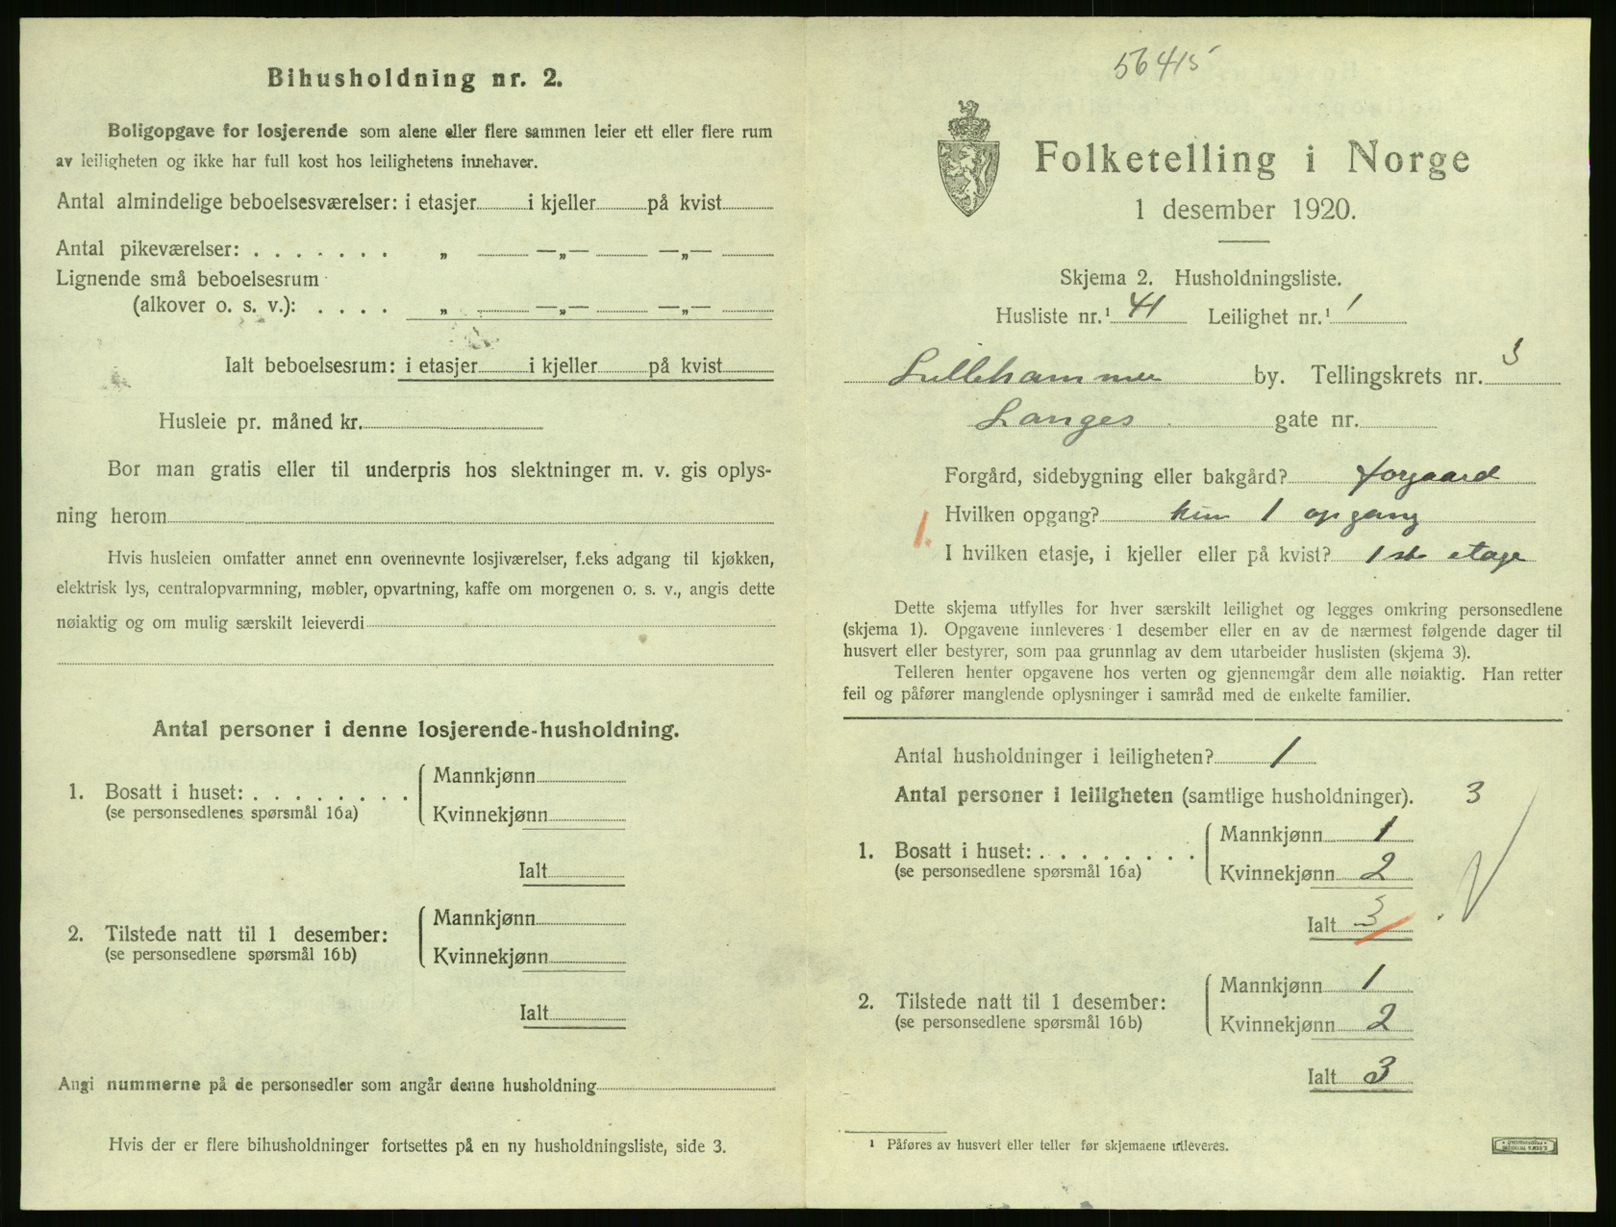 Bihusholdning nr. 2.
Boligopgave for losjerende som alene eller flere sammen leier ett eller flere rum
av leiligheten og ikke har full kost hos leilighetens innehaver.
Antal almindelige beboelsesværelser: i etasjer i kjeller på kvist
Antal pikeværelser: . . . . . . . „ —„— —„—
Lignende små beboelsesrum
(alkover o. s. v.): . . . . „ —„— —„—
Ialt beboelsesrum: i etasjer i kjeller på kvist
Husleie pr. måned kr.
Bor man gratis eller til underpris hos slektninger m. v. gis oplys-
ning herom
Hvis husleien omfatter annet enn ovennevnte losjiværelser, f.eks adgang til kjøkken,
elektrisk lys, centralopvarmning, møbler, opvartning, kaffe om morgenen o. s. v., angis dette
nøiaktig og om mulig særskilt leieverdi
Antal personer i denne losjerende-husholdning.
1. Bosatt i huset: . . . . . . . . Mannkjønn
(se personsedlenes spørsmål 16a) Kvinnekjønn
Ialt
2. Tilstede natt til 1 desember: Mannkjønn
(se personsedlene spørsmål 16b) Kvinnekjønn
Ialt
Angi nummerne på de personsedler som angår denne husholdning
Hvis der er flere bihusholdninger fortsettes på en ny husholdningsliste, side 3.
56415
Folketelling i Norge
1 desember 1920.
Skjema 2. Husholdningsliste.
Husliste nr.¹ 41 Leilighet nr.¹ 1
Lillehammer by. Tellingskrets nr. 3
Langes gate nr.
Forgård, sidebygning eller bakgård? forgaard
1. Hvilken opgang? kun 1 opgang
I hvilken etasje, i kjeller eller på kvist? 1ste etage
Dette skjema utfylles for hver særskilt leilighet og legges omkring personsedlene
(skjema 1). Opgavene innleveres 1 desember eller en av de nærmest følgende dager til
husvert eller bestyrer, som paa grunnlag av dem utarbeider huslisten (skjema 3).
Telleren henter opgavene hos verten og gjennemgår dem alle nøiaktig. Han retter
feil og påfører manglende oplysninger i samråd med de enkelte familier.
Antal husholdninger i leiligheten? 1
Antal personer i leiligheten (samtlige husholdninger). 3
1. Bosatt i huset: . . . . . . . . Mannkjønn 1
(se personsedlene spørsmål 16a) Kvinnekjønn 2
Ialt 3
2. Tilstede natt til 1 desember: Mannkjønn 1
(se personsedlene spørsmål 16b) Kvinnekjønn 2
Ialt 3
¹ Påføres av husvert eller teller før skjemaene utleveres.